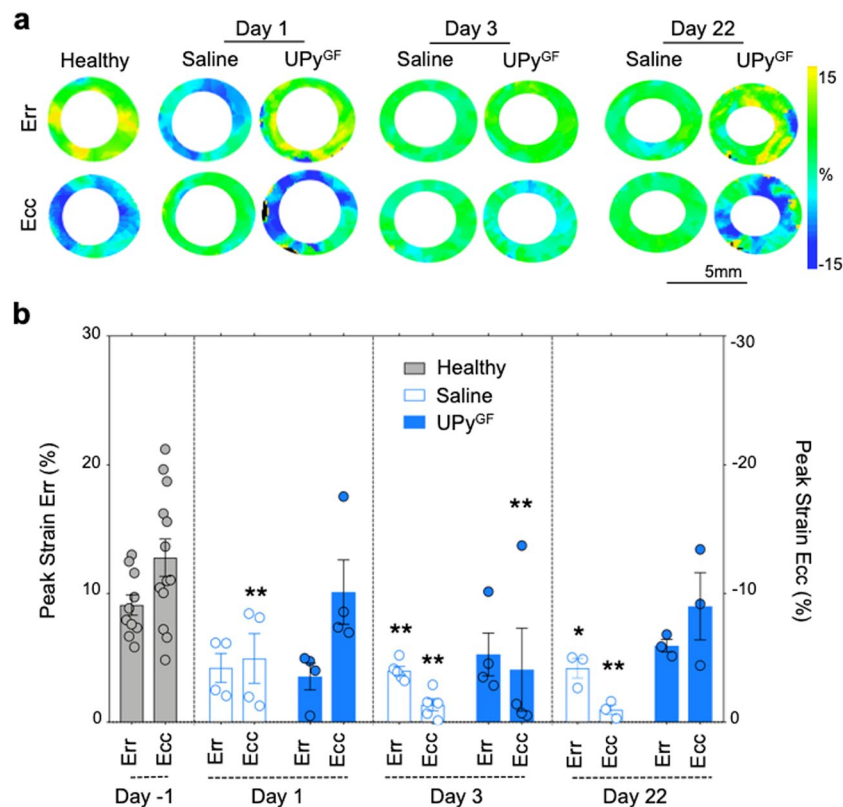 a
Day 1
Day 3
Day 22
Healthy
Saline
UPyGF
Saline
UPyGF
Saline
UPyGF
Err
Ecc
15
%
-15
5mm
b
30
20
10
0
Peak Strain Err (%)
-30
-20
-10
0
Peak Strain Ecc (%)
Healthy
Saline
UPyGF
**
**
**
**
*
**
Err
Ecc
Err
Ecc
Err
Ecc
Err
Ecc
Err
Ecc
Err
Ecc
Err
Ecc
Day -1
Day 1
Day 3
Day 22